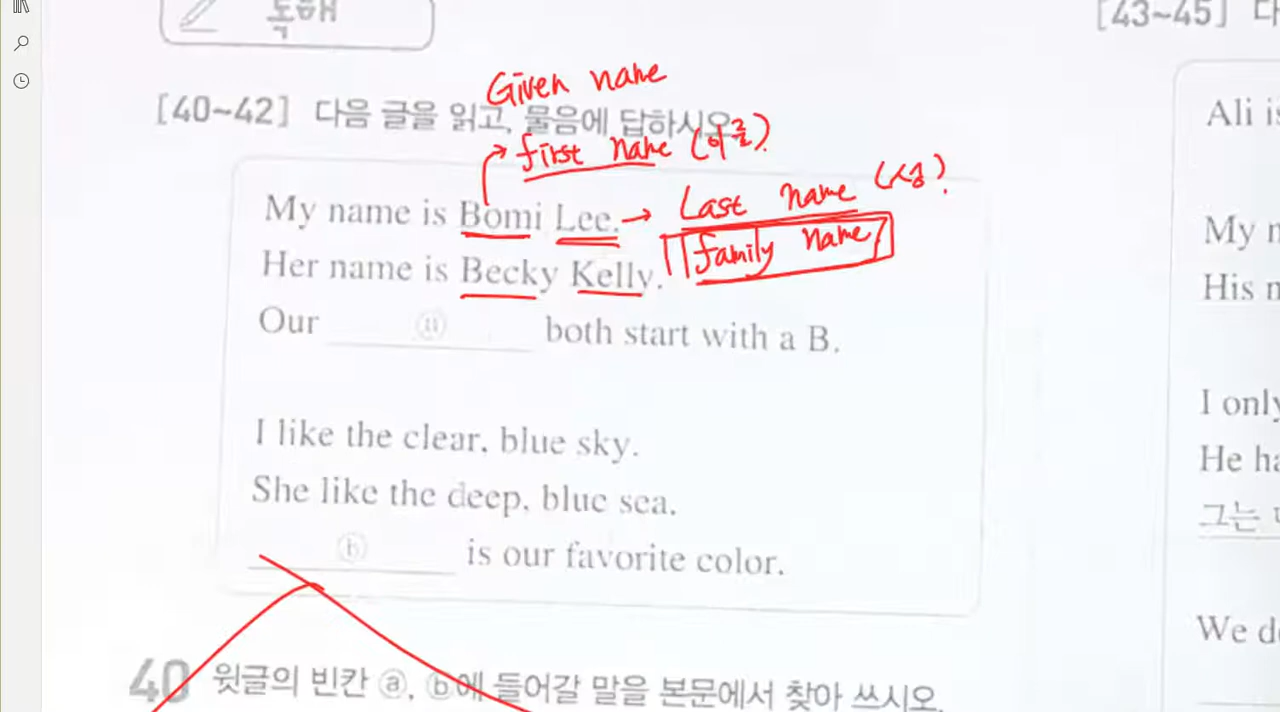 독해
[43~45] 다
Given name
[40~42] 다음 글을 읽고, 물음에 답하시오.
first name (이름)
Last name (성)
family name
My name is Bomi Lee.
Her name is Becky Kelly.
Our ⓐ both start with a B.
I like the clear, blue sky.
She like the deep, blue sea.
ⓑ is our favorite color.
40 윗글의 빈칸 ⓐ, ⓑ에 들어갈 말을 본문에서 찾아 쓰시오.
Ali is
My n
His n
I only
He ha
그는
We d